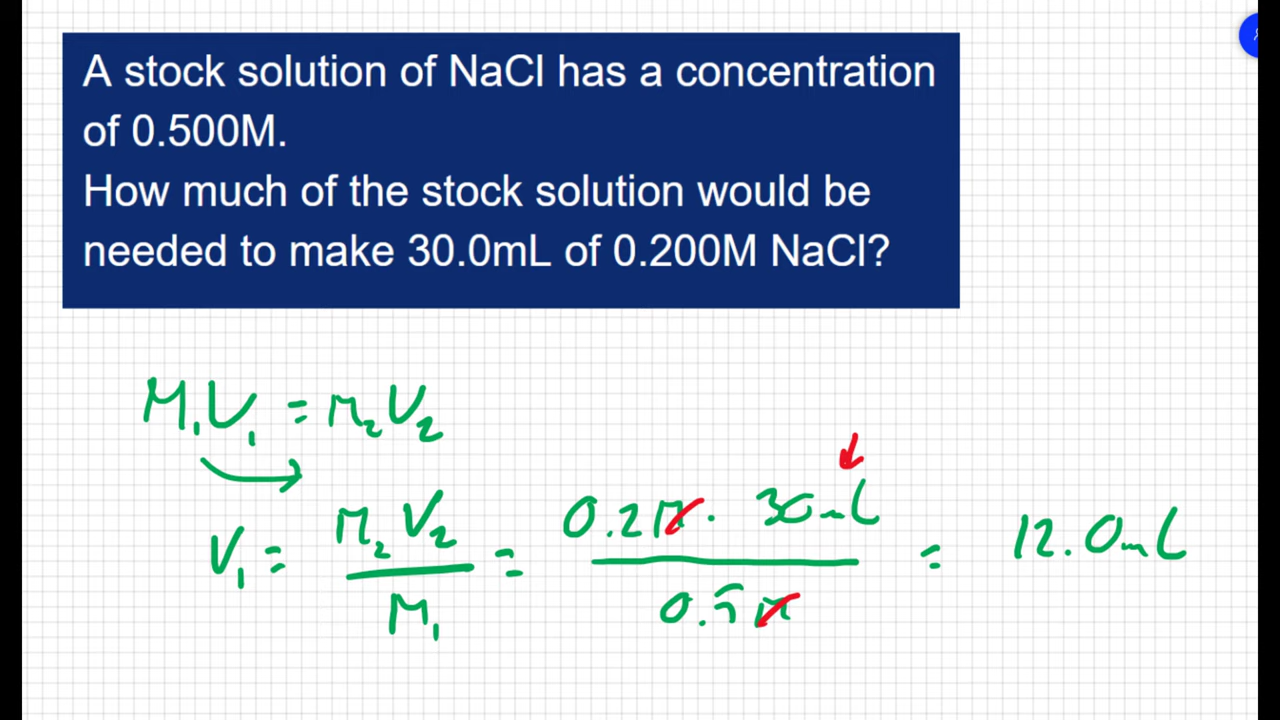 A stock solution of NaCl has a concentration
of 0.500M.
How much of the stock solution would be
needed to make 30.0mL of 0.200M NaCl?
M₁V₁ = M₂V₂
V₁ = M₂V₂ / M₁ = 0.2M · 30mL / 0.5M = 12.0mL